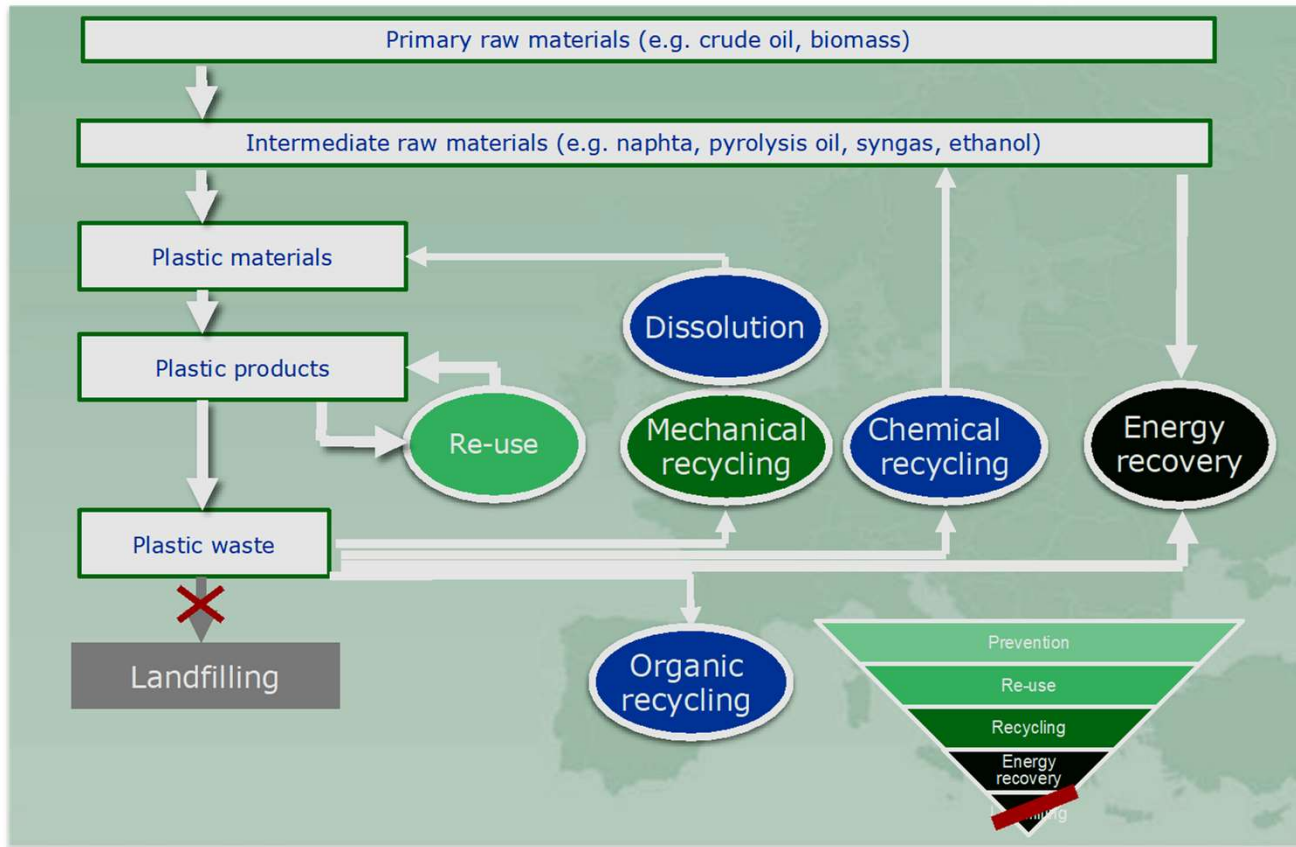 Primary raw materials (e.g. crude oil, biomass)
Intermediate raw materials (e.g. naphta, pyrolysis oil, syngas, ethanol)
Plastic materials
Dissolution
Plastic products
Re-use
Mechanical
recycling
Chemical
recycling
Energy
recovery
Plastic waste
Landfilling
Organic
recycling
Prevention
Re-use
Recycling
Energy
recovery